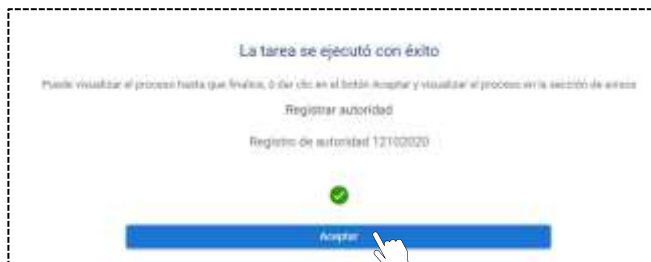 La tarea se ejecutó con éxito
Puede visualizar el proceso hasta que finalice, ó dar clic en el botón Aceptar y visualizar el proceso en la sección de avisos
Registrar autoridad
Registro de autoridad 12102020
Aceptar